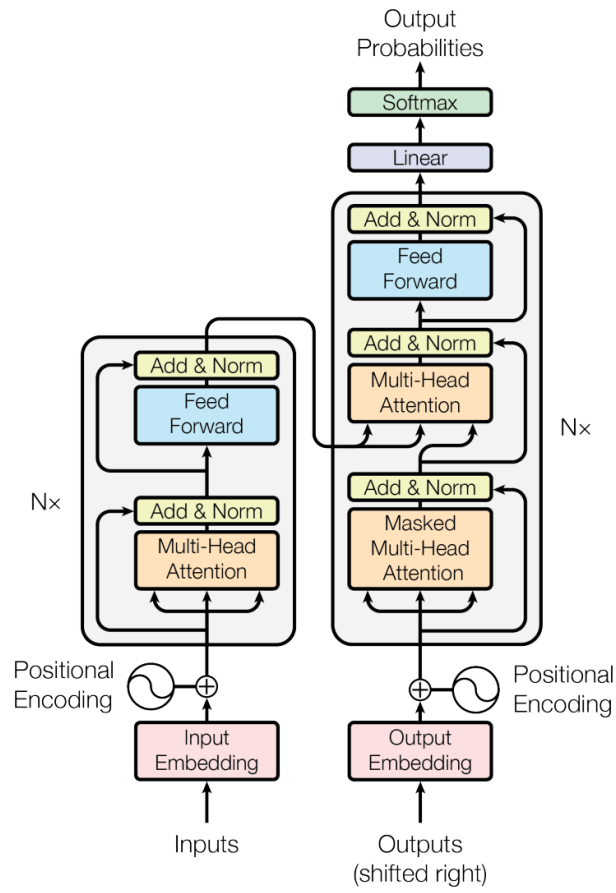 Output
Probabilities
Softmax
Linear
Add & Norm
Feed
Forward
Add & Norm
Multi-Head
Attention
Add & Norm
Masked
Multi-Head
Attention
N×
Add & Norm
Feed
Forward
Add & Norm
Multi-Head
Attention
N×
Positional
Encoding
Positional
Encoding
Input
Embedding
Output
Embedding
Inputs
Outputs
(shifted right)